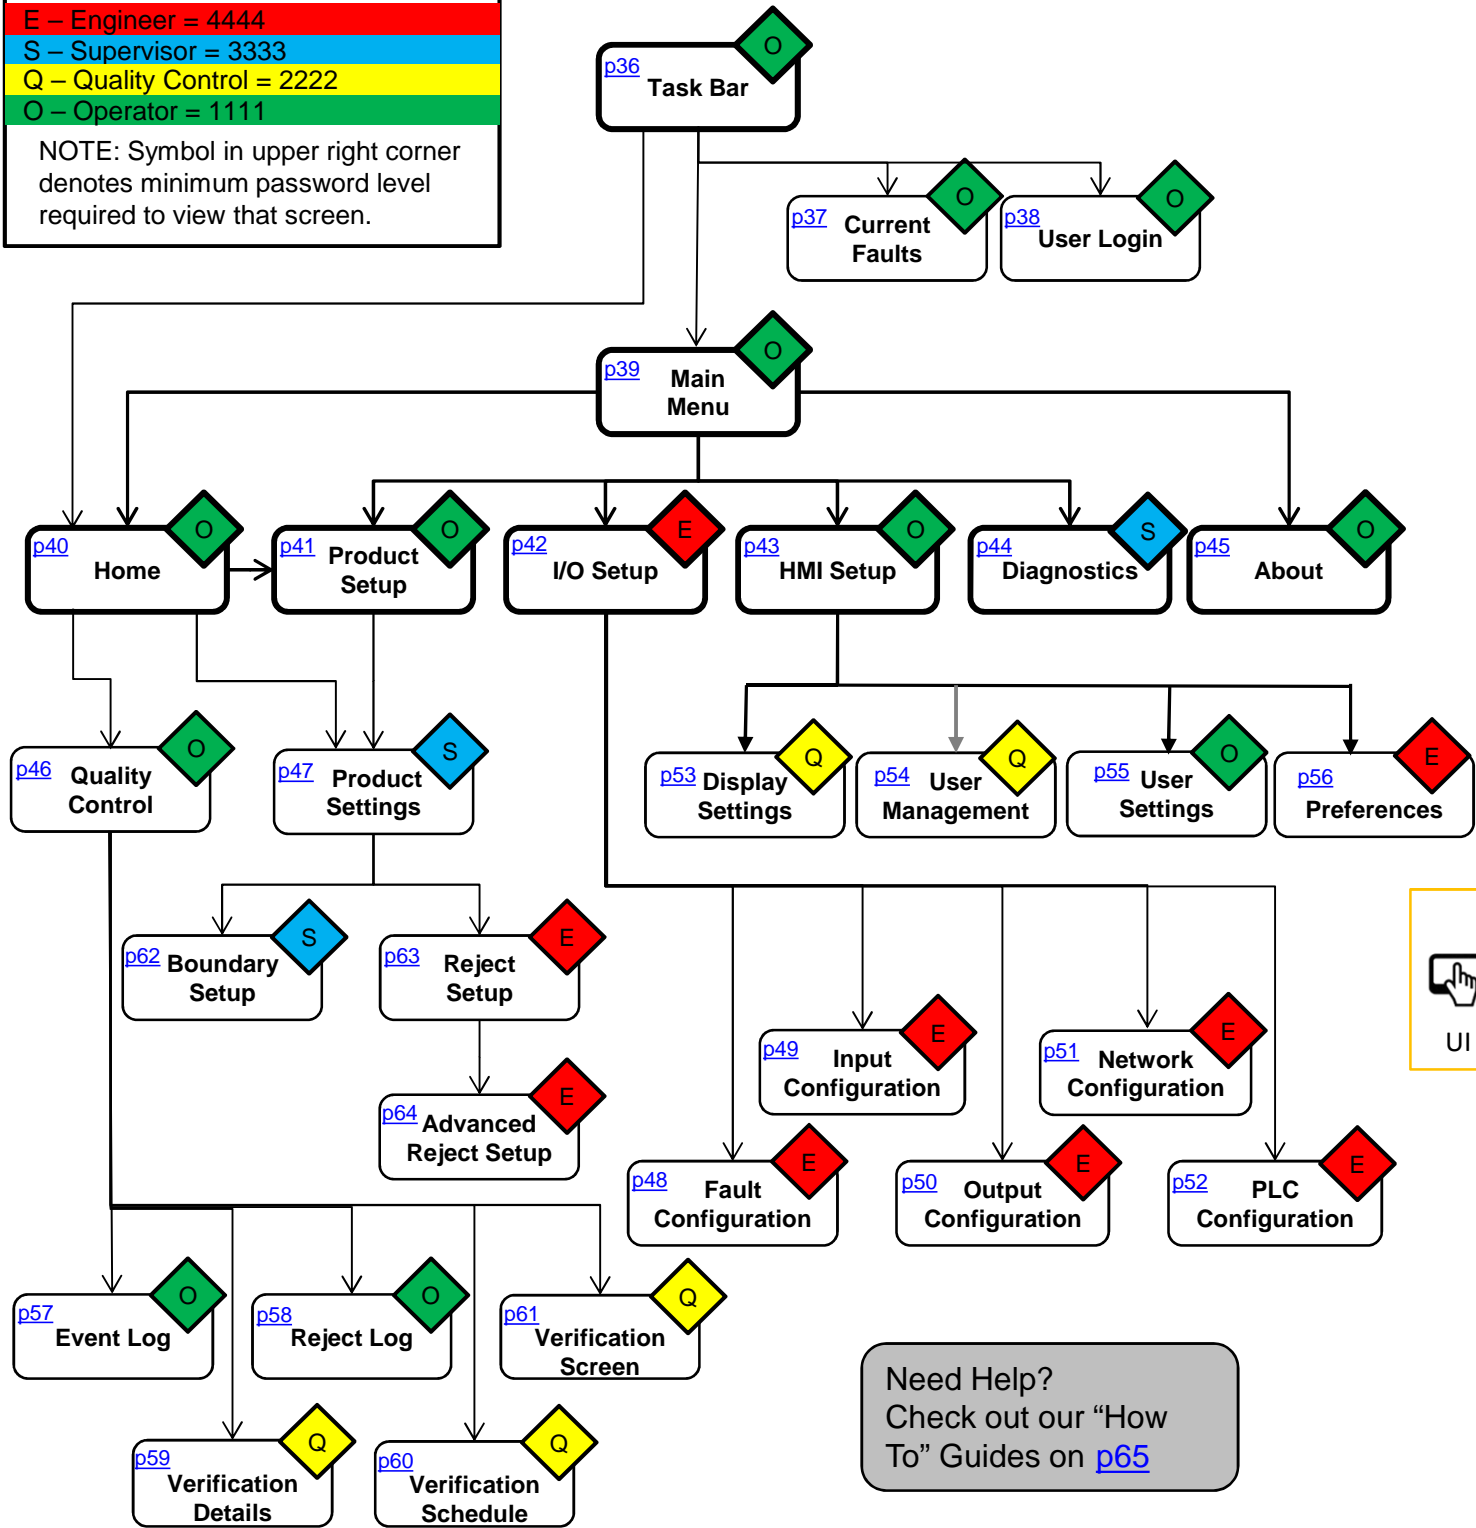 E – Engineer = 4444
S – Supervisor = 3333
Q – Quality Control = 2222
O – Operator = 1111
NOTE: Symbol in upper right corner
denotes minimum password level
required to view that screen.
O
p36
Task Bar
O
p37
Current
Faults
O
p38
User Login
O
p39
Main
Menu
O
p40
Home
O
p41
Product
Setup
E
p42
I/O Setup
O
p43
HMI Setup
S
p44
Diagnostics
O
p45
About
O
p46
Quality
Control
S
p47
Product
Settings
Q
p53
Display
Settings
Q
p54
User
Management
O
p55
User
Settings
E
p56
Preferences
S
p62
Boundary
Setup
E
p63
Reject
Setup
UI
E
p49
Input
Configuration
E
p51
Network
Configuration
E
p64
Advanced
Reject Setup
E
p48
Fault
Configuration
E
p50
Output
Configuration
E
p52
PLC
Configuration
O
p57
Event Log
O
p58
Reject Log
Q
p61
Verification
Screen
Q
p59
Verification
Details
Q
p60
Verification
Schedule
Need Help?
Check out our “How
To” Guides on p65